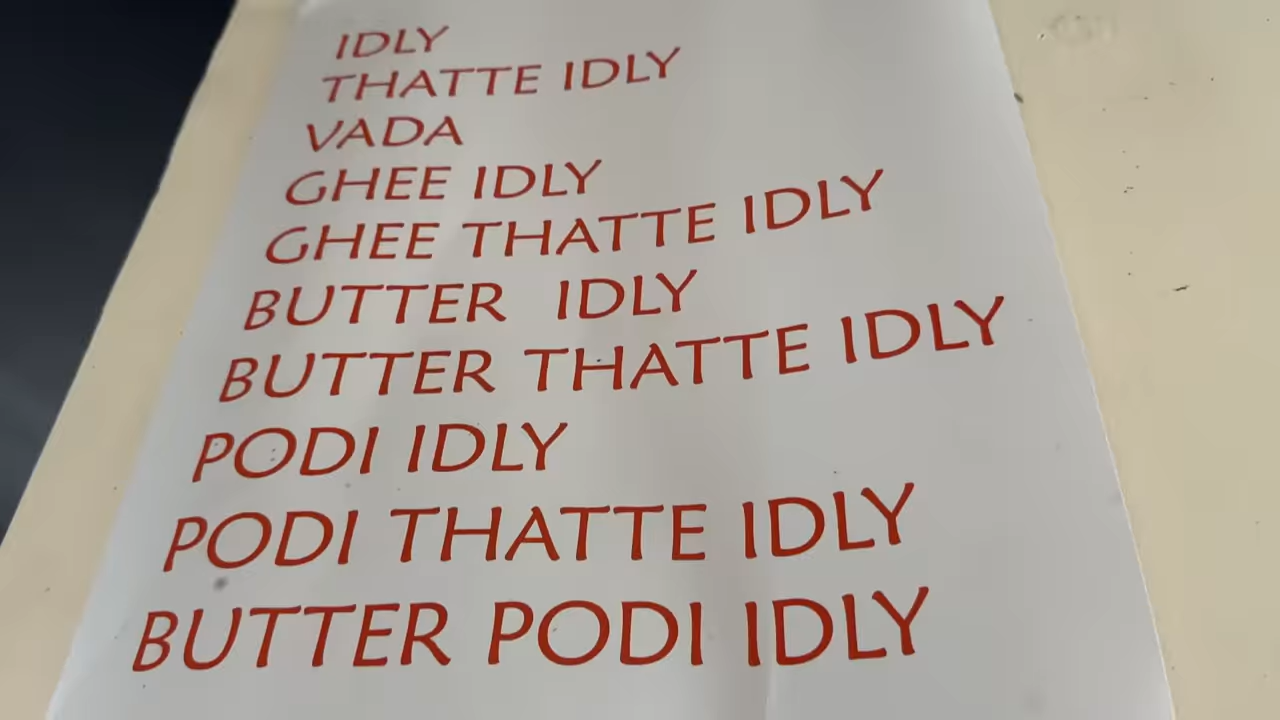 IDLY
THATTE IDLY
VADA
GHEE IDLY
GHEE THATTE IDLY
BUTTER IDLY
BUTTER THATTE IDLY
PODI IDLY
PODI THATTE IDLY
BUTTER PODI IDLY